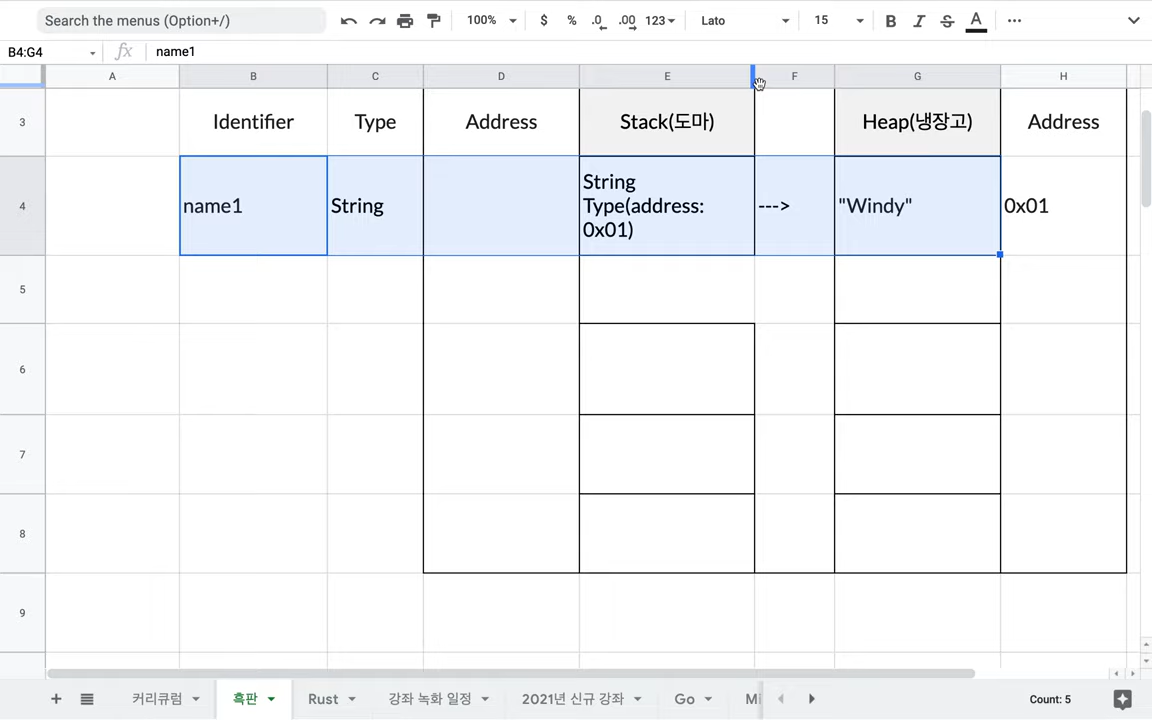 Search the menus (Option+/)
100%
$ % .0 .00 123
Lato
15
B I S A
B4:G4
fx name1
A B C D E F G H
3 Identifier Type Address Stack(도마) Heap(냉장고) Address
4 name1 String String Type(address: 0x01) ---> "Windy" 0x01
5
6
7
8
9
커리큘럼 흑판 Rust 강좌 녹화 일정 2021년 신규 강좌 Go Mi
Count: 5